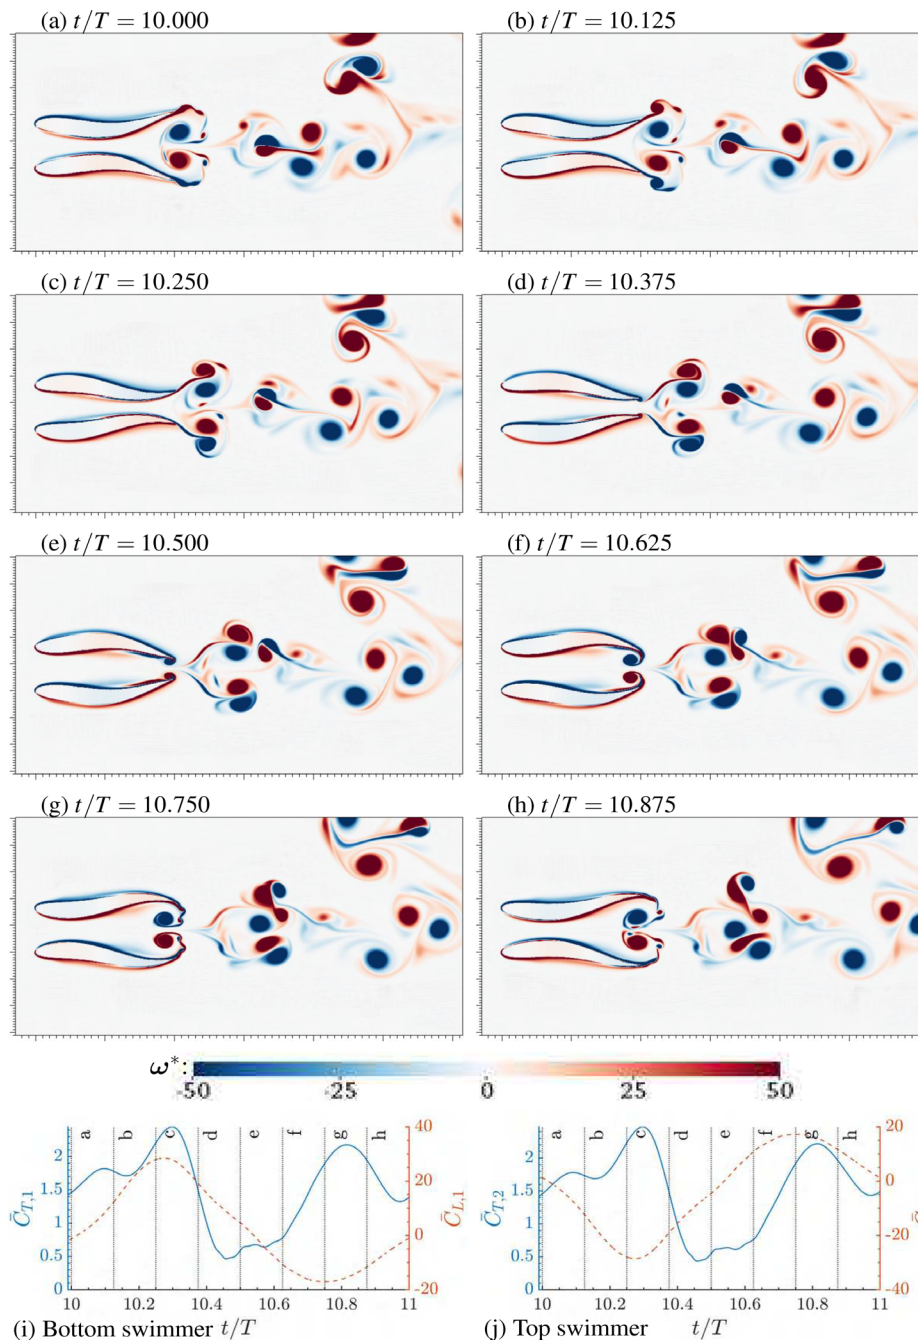 (a) t/T = 10.000
(b) t/T = 10.125
(c) t/T = 10.250
(d) t/T = 10.375
(e) t/T = 10.500
(f) t/T = 10.625
(g) t/T = 10.750
(h) t/T = 10.875
ω*:
-50 -25 0 25 50
a b c d e f g h
2
1.5
1
0.5
0
C̄T,1
40
20
0
-20
C̄L,1
10 10.2 10.4 10.6 10.8 11
(i) Bottom swimmer t/T
a b c d e f g h
2
1.5
1
0.5
0
C̄T,2
20
0
-20
-40
10 10.2 10.4 10.6 10.8 11
(j) Top swimmer t/T